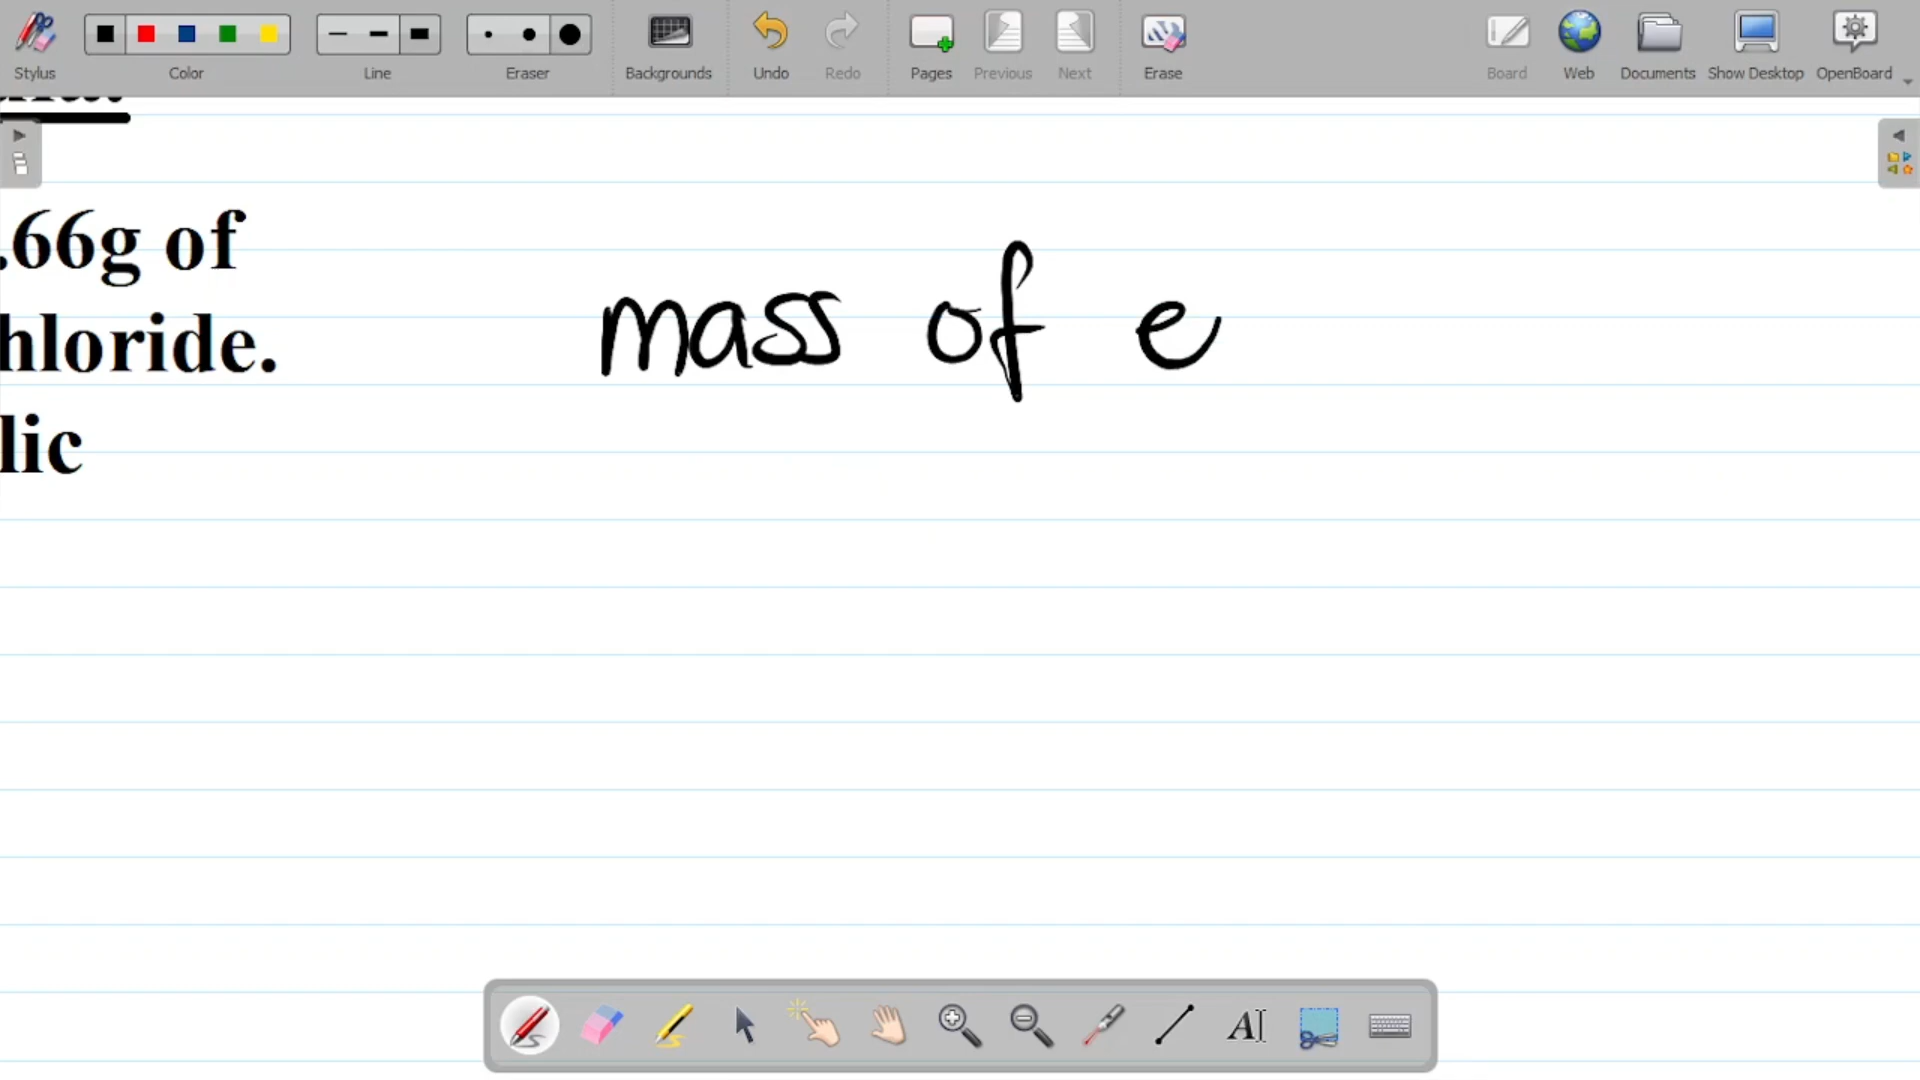 Stylus
Color
Line
Eraser
Backgrounds
Undo
Redo
Pages
Previous
Next
Erase
Board
Web
Documents
Show Desktop
OpenBoard
.66g of
hloride.
lic
mass of e